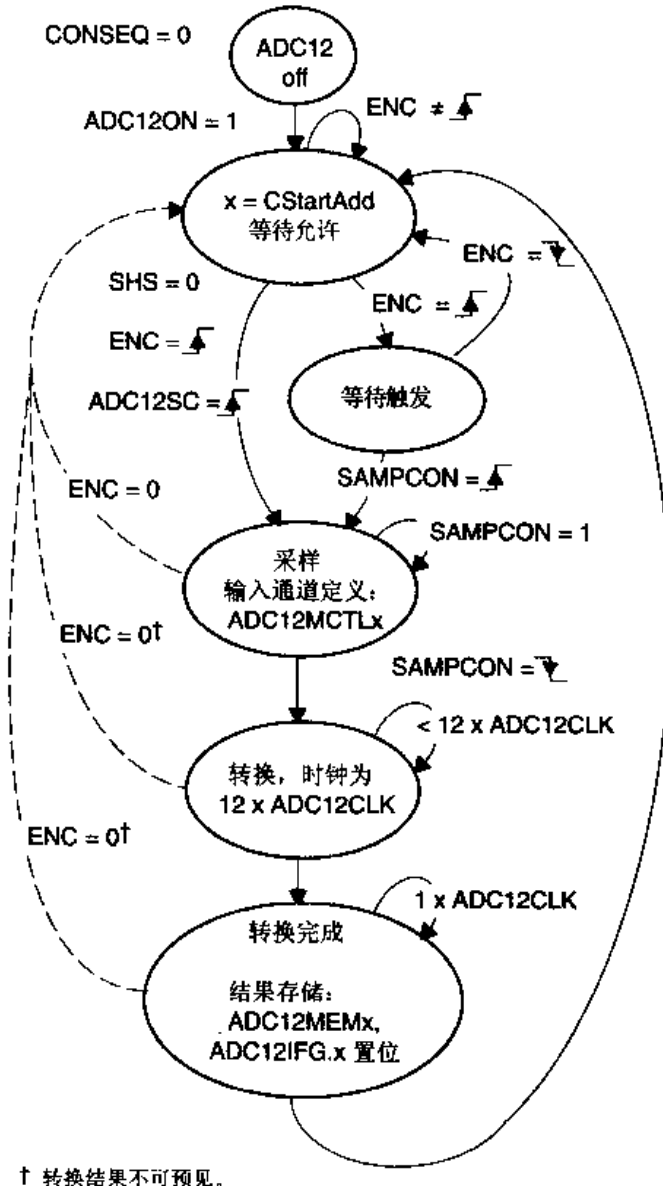 CONSEQ = 0
ADC12
off
ADC12ON = 1
ENC ≠
x = CStartAdd
等待允许
ENC =
SHS = 0
ENC =
ENC =
等待触发
ADC12SC =
SAMPCON =
ENC = 0
SAMPCON = 1
采样
输入通道定义:
ADC12MCTLx
ENC = 0†
SAMPCON =
< 12 x ADC12CLK
转换，时钟为
12 x ADC12CLK
ENC = 0†
1 x ADC12CLK
转换完成
结果存储:
ADC12MEMx,
ADC12IFG.x 置位
† 转换结果不可预见。